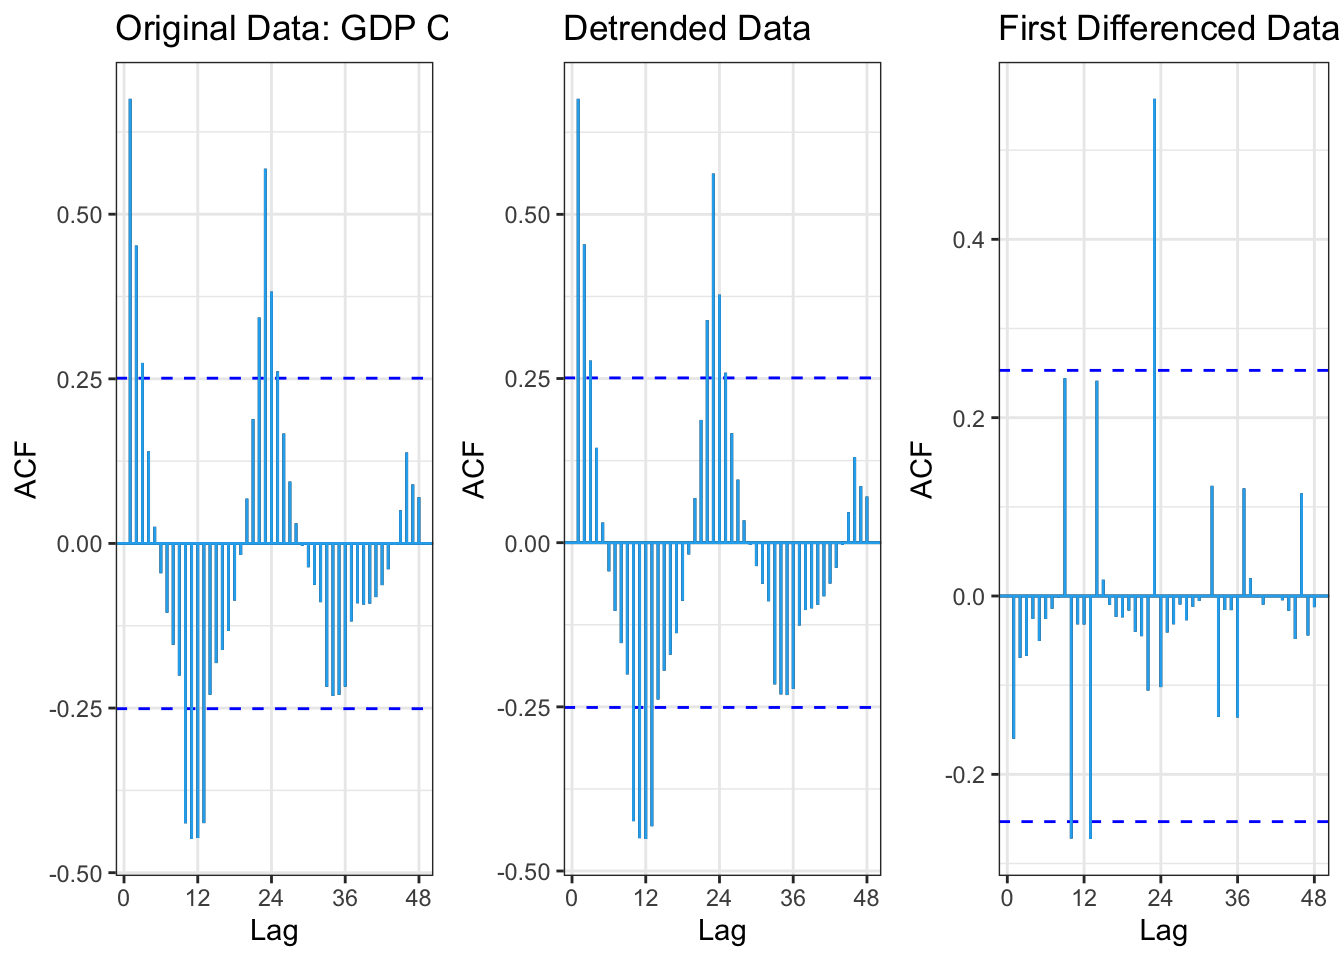 Original Data: GDP C
ACF
0.50
0.25
0.00
-0.25
-0.50
0 12 24 36 48
Lag
Detrended Data
ACF
0.50
0.25
0.00
-0.25
-0.50
0 12 24 36 48
Lag
First Differenced Data
ACF
0.4
0.2
0.0
-0.2
0 12 24 36 48
Lag